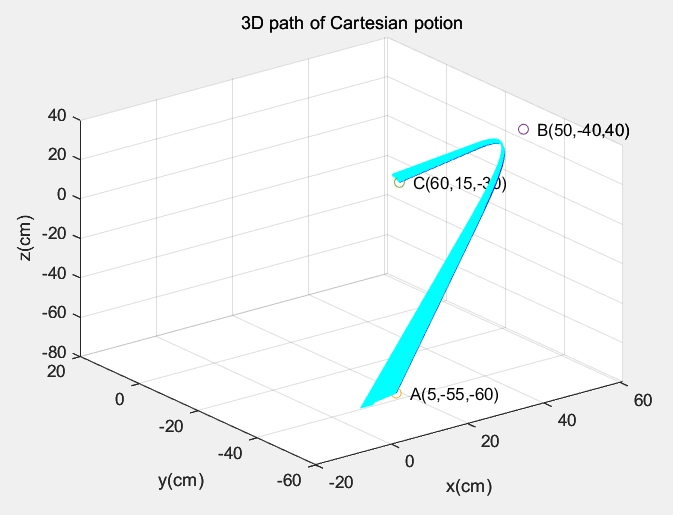 3D path of Cartesian potion
40
20
0
-20
-40
-60
-80
z(cm)
B(50,-40,40)
C(60,15,-30)
A(5,-55,-60)
20
0
-20
-40
-60
y(cm)
-20
0
20
40
60
x(cm)